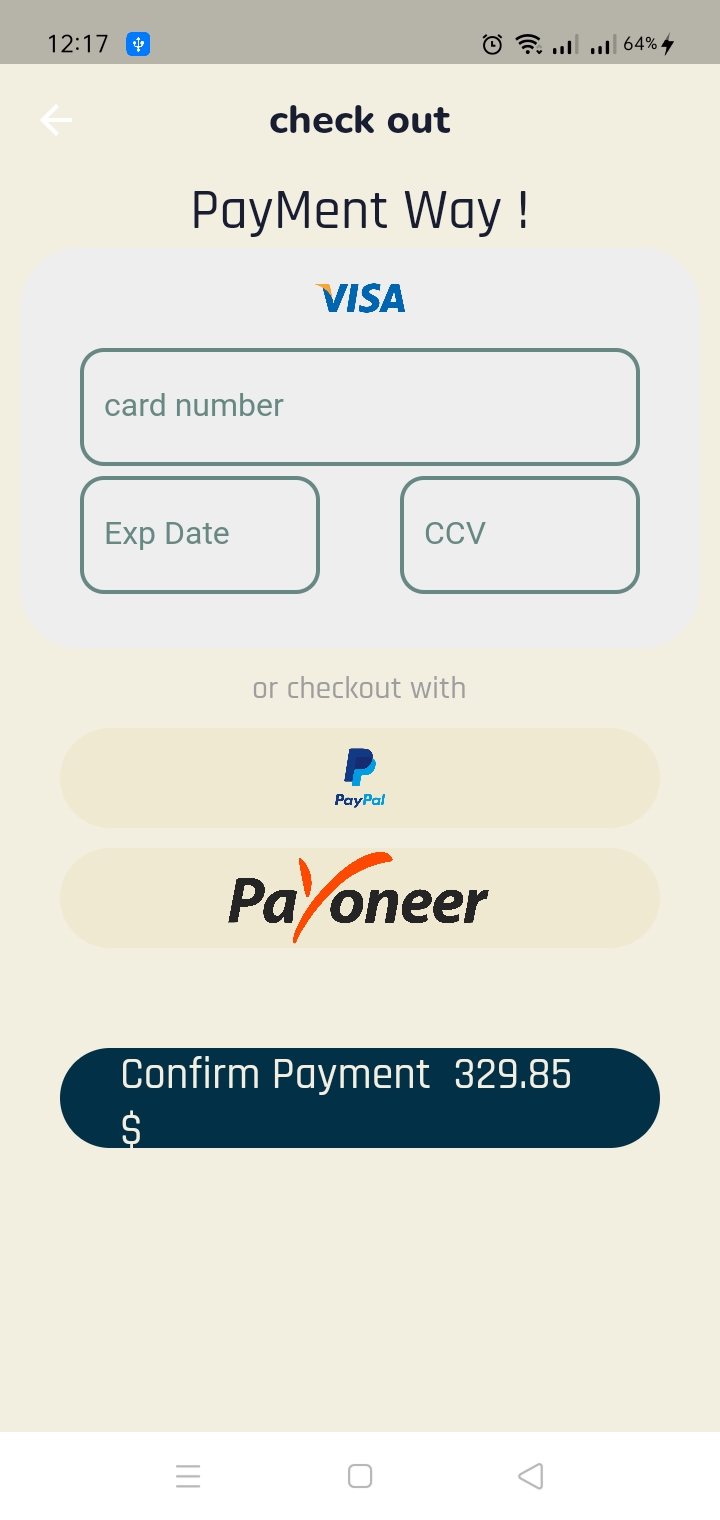 12:17
64%
check out
PayMent Way !
VISA
card number
Exp Date
CCV
or checkout with
PayPal
Payoneer
Confirm Payment 329.85
$